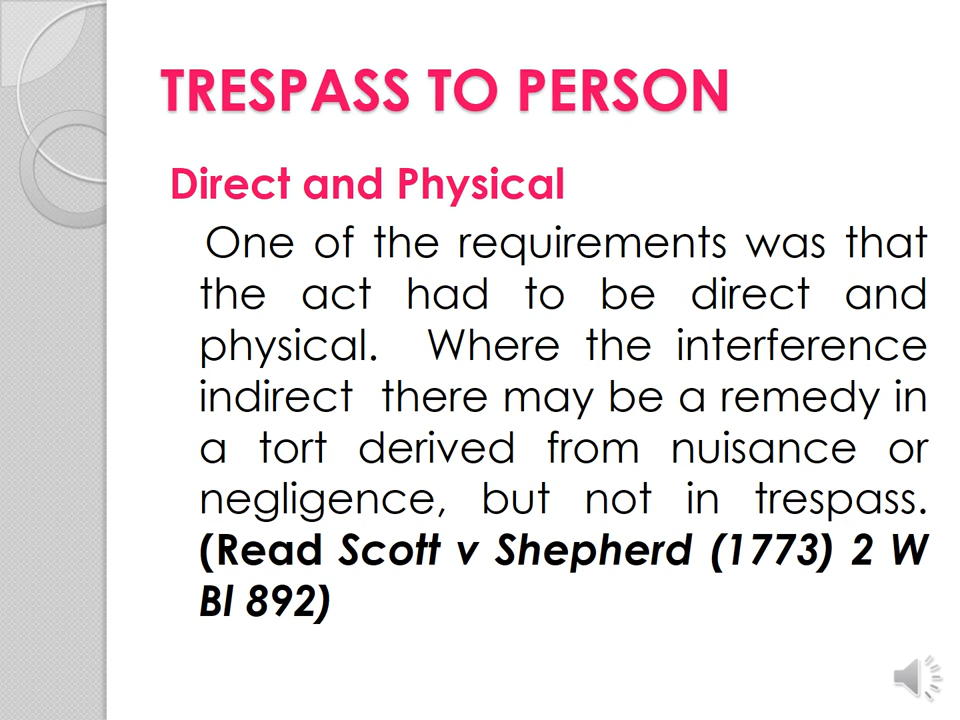 TRESPASS TO PERSON
Direct and Physical
One of the requirements was that
the act had to be direct and
physical. Where the interference
indirect there may be a remedy in
a tort derived from nuisance or
negligence, but not in trespass.
(Read Scott v Shepherd (1773) 2 W
Bl 892)